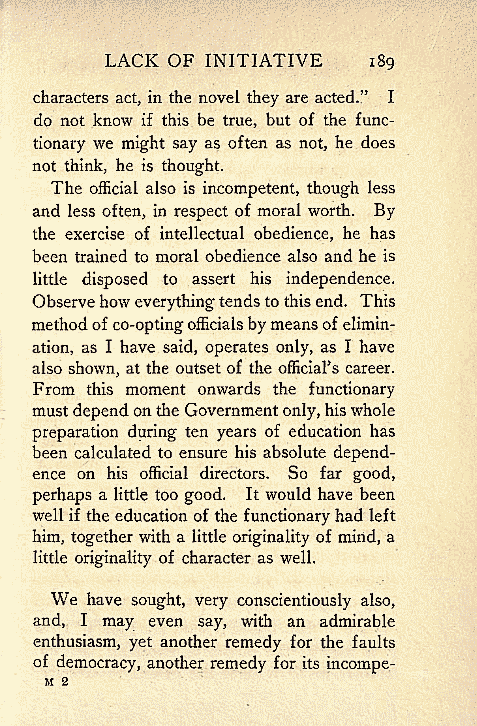 LACK OF INITIATIVE 189
characters act, in the novel they are acted.” I
do not know if this be true, but of the func-
tionary we might say as often as not, he does
not think, he is thought.
The official also is incompetent, though less
and less often, in respect of moral worth. By
the exercise of intellectual obedience, he has
been trained to moral obedience also and he is
little disposed to assert his independence.
Observe how everything tends to this end. This
method of co-opting officials by means of elimin-
ation, as I have said, operates only, as I have
also shown, at the outset of the official’s career.
From this moment onwards the functionary
must depend on the Government only, his whole
preparation during ten years of education has
been calculated to ensure his absolute depend-
ence on his official directors. So far good,
perhaps a little too good. It would have been
well if the education of the functionary had left
him, together with a little originality of mind, a
little originality of character as well.
We have sought, very conscientiously also,
and, I may even say, with an admirable
enthusiasm, yet another remedy for the faults
of democracy, another remedy for its incompe-
M 2